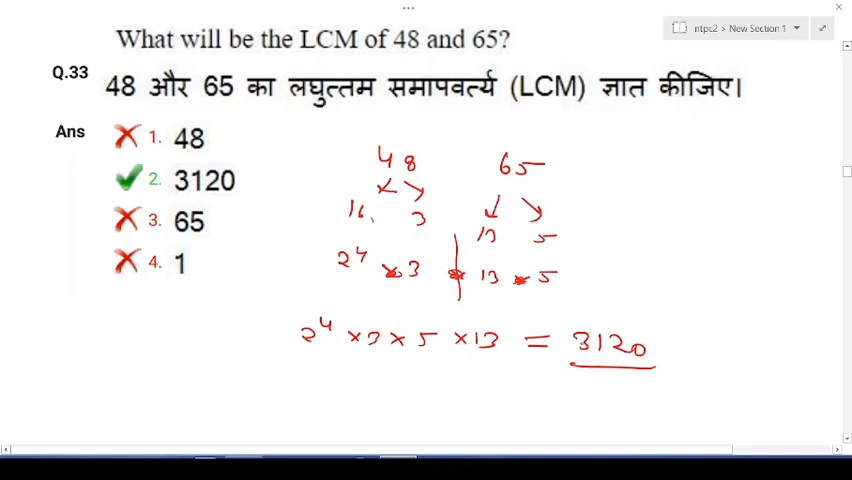 ntpc2 > New Section 1
What will be the LCM of 48 and 65?
Q.33
48 और 65 का लघुत्तम समापवर्त्य (LCM) ज्ञात कीजिए।
Ans
1. 48
2. 3120
3. 65
4. 1
48 65
16, 3 13 5
2⁴ × 3 × 13 × 5
2⁴ × 3 × 5 × 13 = 3120